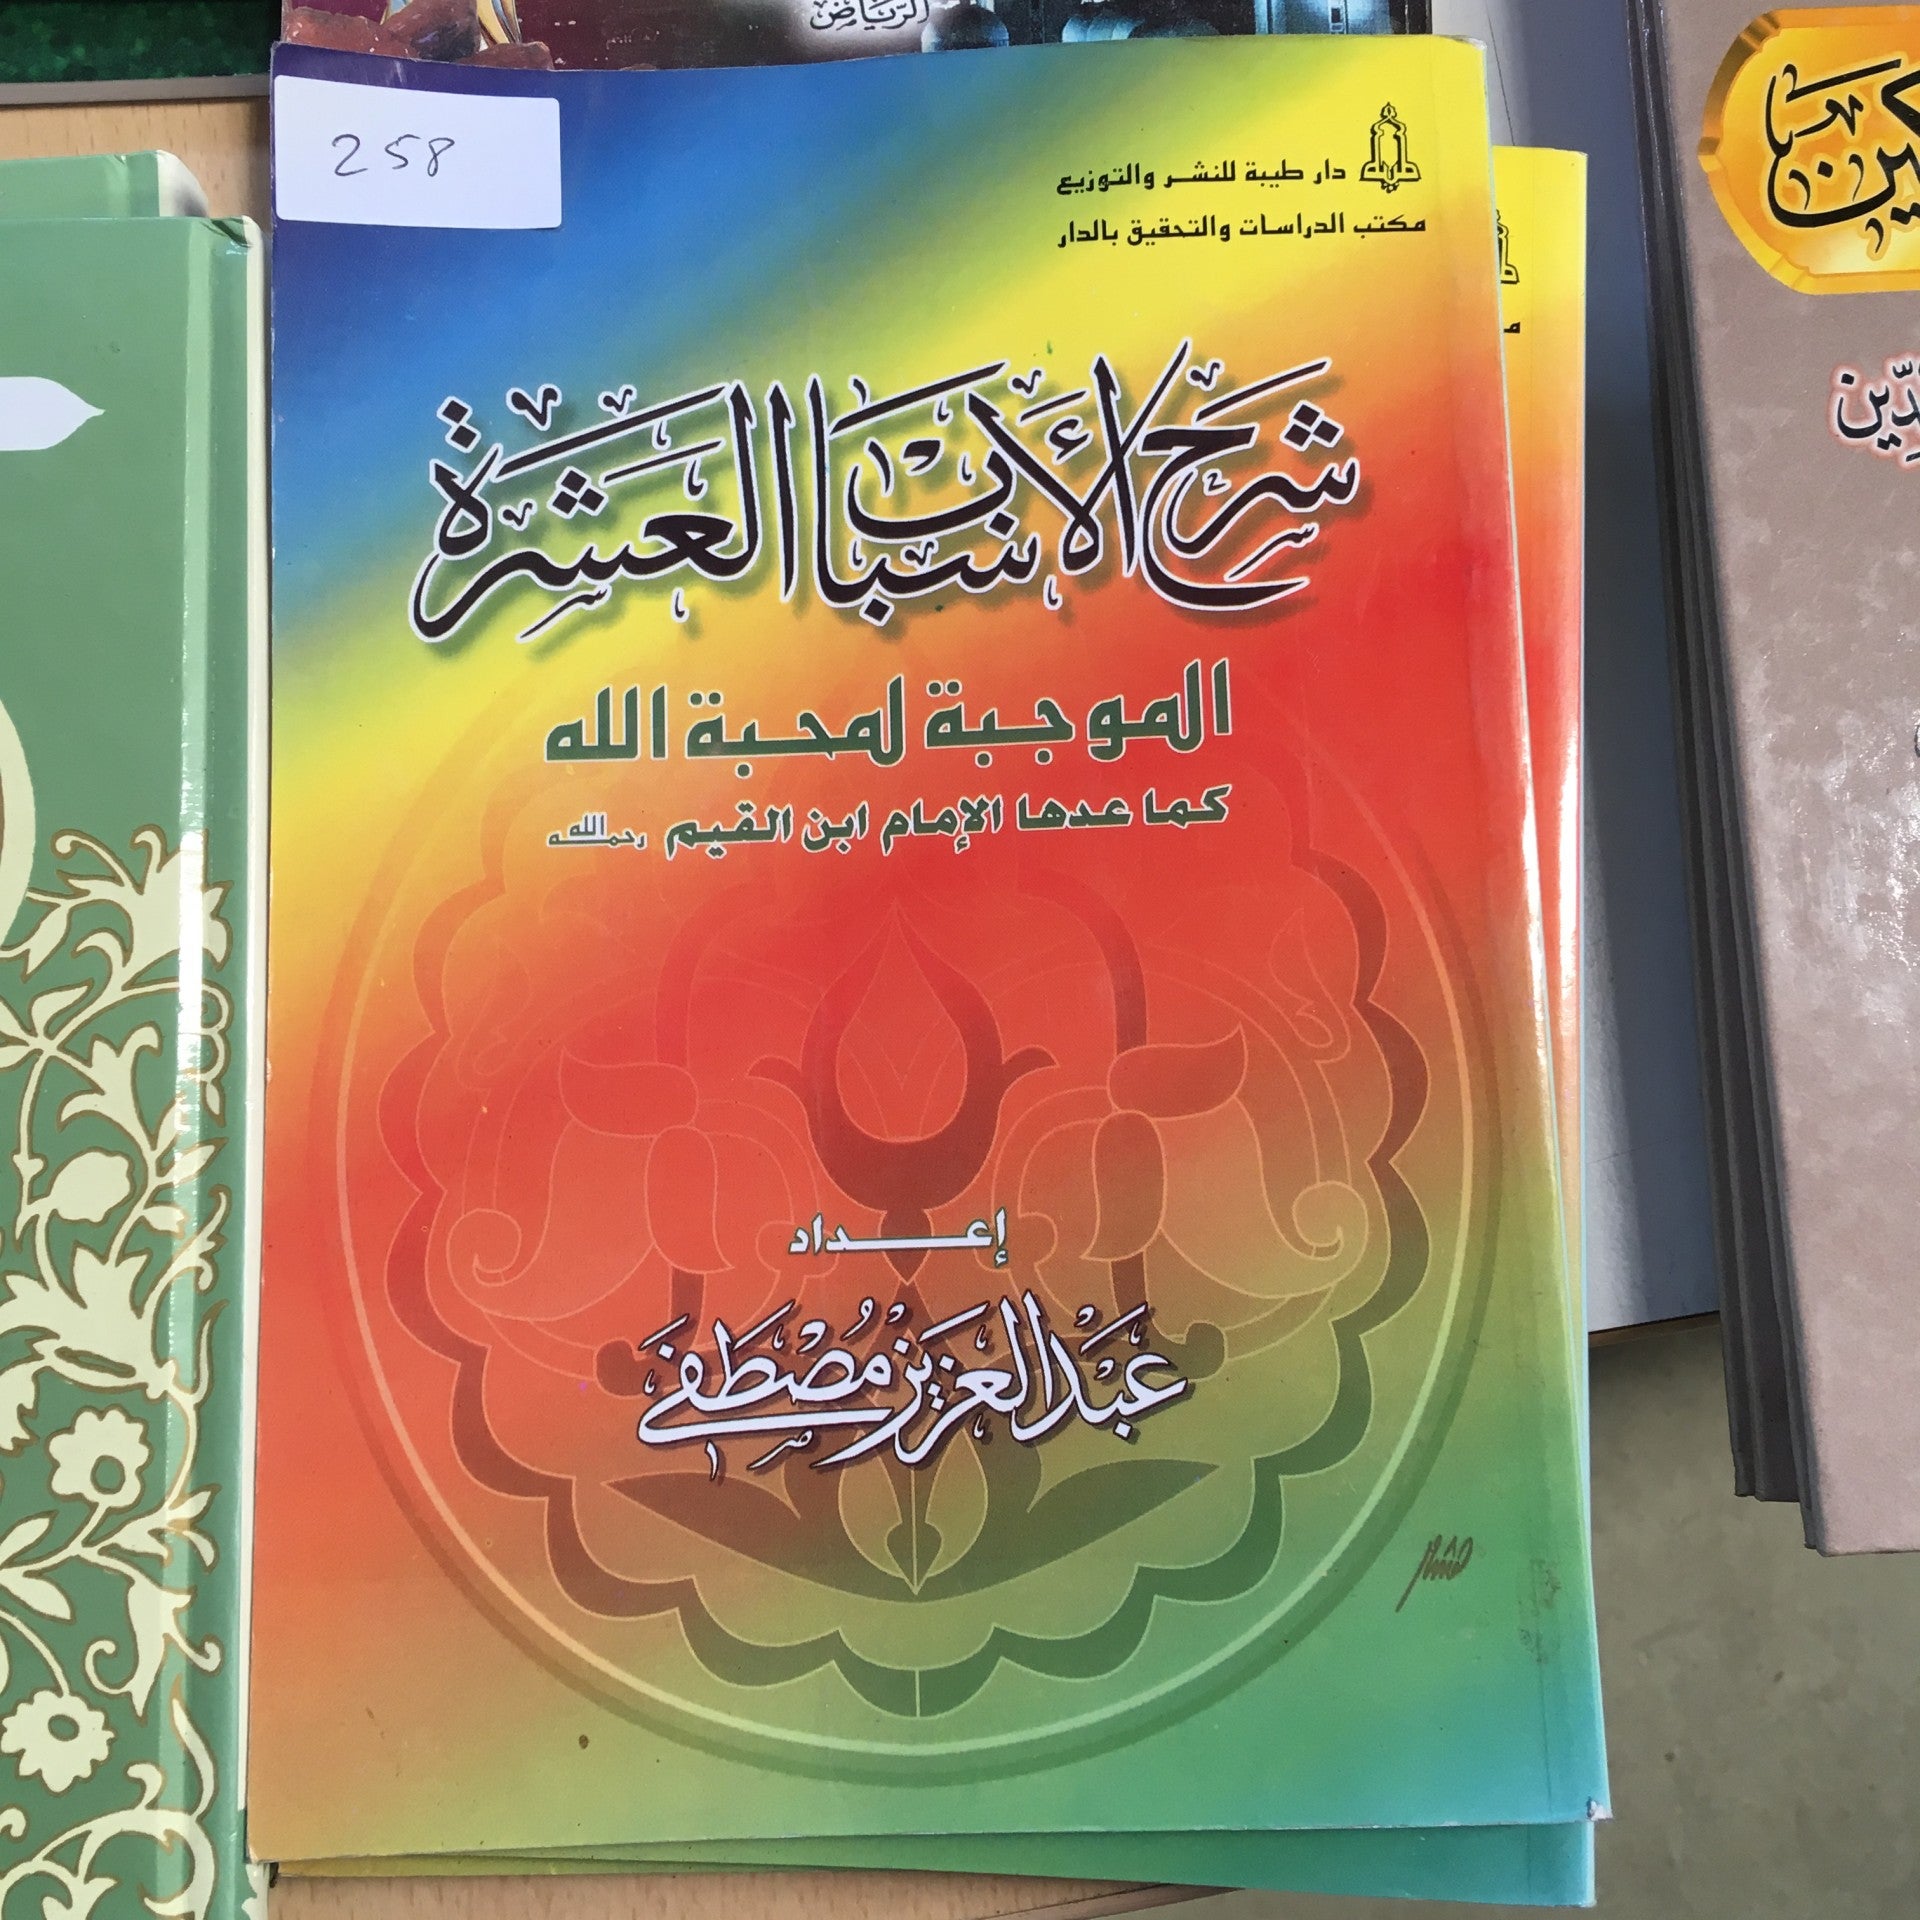 الرياض
258
دار طيبة للنشر والتوزيع
مكتب الدراسات والتحقيق بالدار
شرح الأسباب العشرة
الموجبة لمحبة الله
كما عدها الإمام ابن القيم رحمه الله
إعداد
عبد العزيز مصطفى